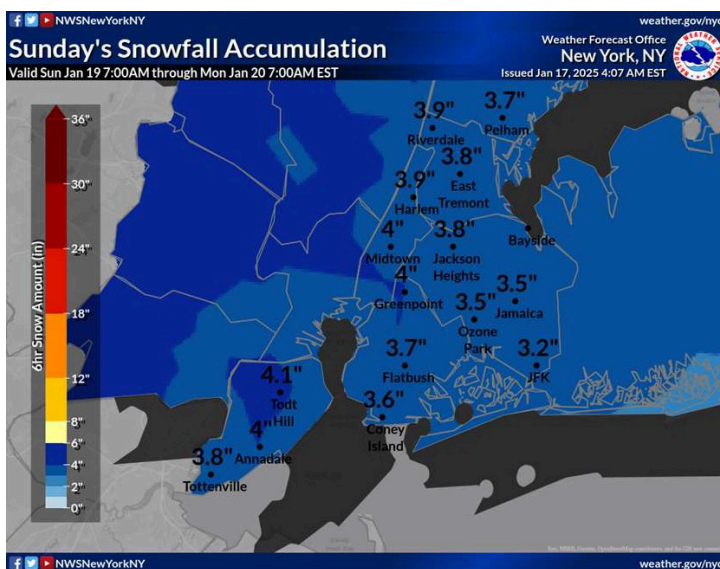 NWSNewYorkNY
weather.gov/nyc
Sunday's Snowfall Accumulation
Valid Sun Jan 19 7:00AM through Mon Jan 20 7:00AM EST
Weather Forecast Office
New York, NY
Issued Jan 17, 2025 4:07 AM EST
NATIONAL WEATHER SERVICE
6hr Snow Amount (in)
36"
30"
24"
18"
12"
8"
6"
4"
2"
0"
3.7"
Pelham
3.9"
Riverdale
3.8"
East
Tremont
3.9"
Harlem
Bayside
4"
Midtown
3.8"
Jackson
Heights
4"
Greenpoint
3.5"
Jamaica
3.5"
Ozone
Park
3.2"
JFK
3.7"
Flatbush
4.1"
Todt
Hill
3.6"
Coney
Island
4"
Annadale
3.8"
Tottenville
NWSNewYorkNY
weather.gov/nyc